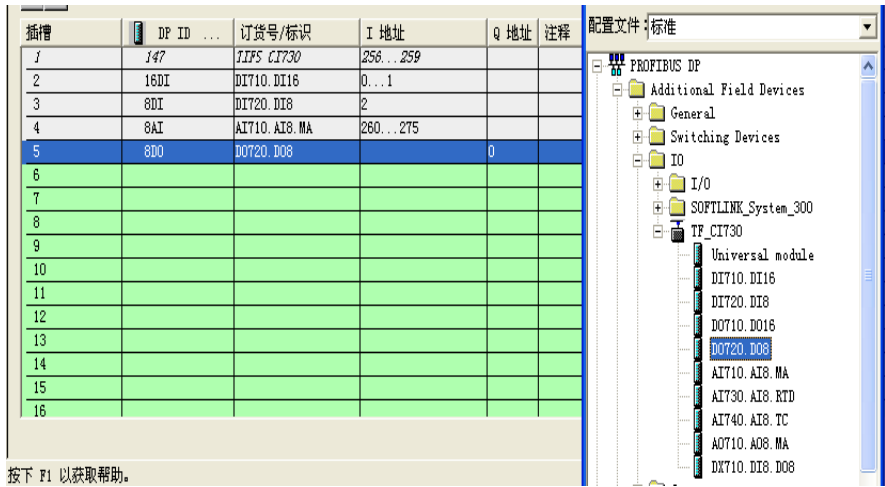 插槽 DP ID ... 订货号/标识 I 地址 Q 地址 注释
1 147 TIFS CI730 256...259
2 16DI DI710.DI16 0...1
3 8DI DI720.DI8 2
4 8AI AI710.AI8.MA 260...275
5 8DO DO720.DO8 0
6
7
8
9
10
11
12
13
14
15
16
按下 F1 以获取帮助。
配置文件: 标准
PROFIBUS DP
Additional Field Devices
General
Switching Devices
IO
I/O
SOFTLINK_System_300
TF_CI730
Universal module
DI710.DI16
DI720.DI8
DO710.DO16
DO720.DO8
AI710.AI8.MA
AI730.AI8.RTD
AI740.AI8.TC
AO710.AO8.MA
DX710.DI8.DO8